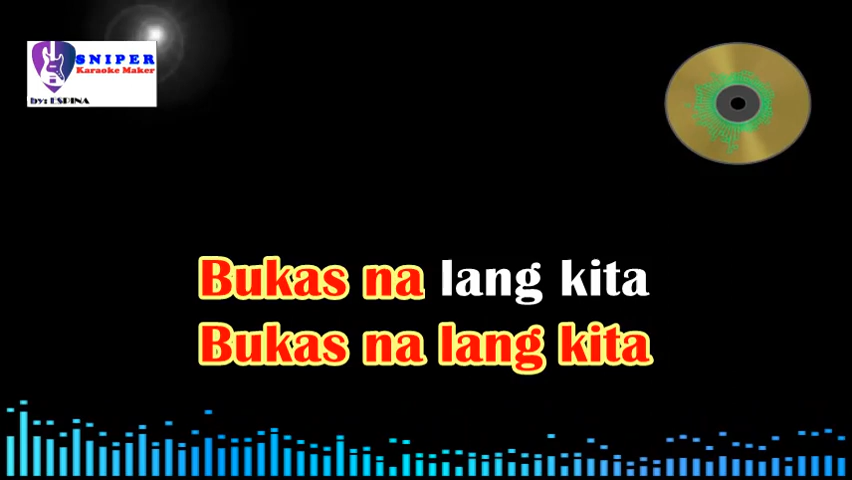 SNIPER
Karaoke Maker
by: ESPINA
Bukas na lang kita
Bukas na lang kita